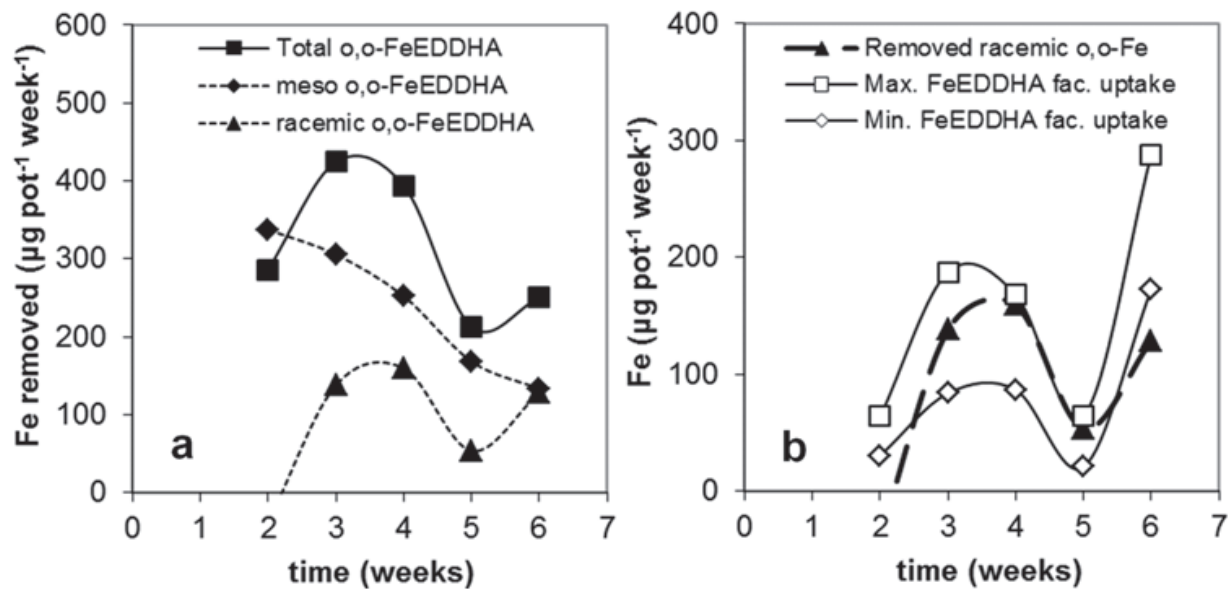 600
500
400
300
200
100
0
Fe removed (µg pot⁻¹ week⁻¹)
Total o,o-FeEDDHA
meso o,o-FeEDDHA
racemic o,o-FeEDDHA
a
0 1 2 3 4 5 6 7
time (weeks)
400
300
200
100
0
Fe (µg pot⁻¹ week⁻¹)
Removed racemic o,o-Fe
Max. FeEDDHA fac. uptake
Min. FeEDDHA fac. uptake
b
0 1 2 3 4 5 6 7
time (weeks)